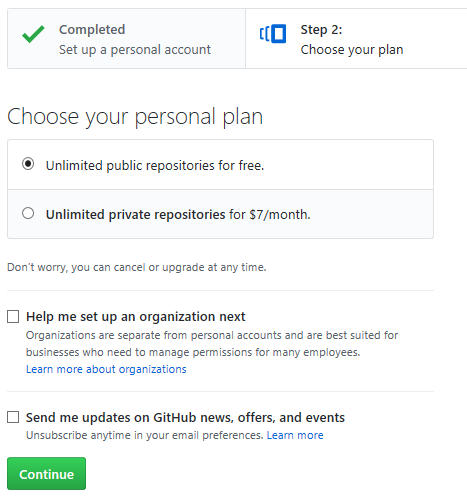 Completed
Set up a personal account
Step 2:
Choose your plan
Choose your personal plan
Unlimited public repositories for free.
Unlimited private repositories for $7/month.
Don't worry, you can cancel or upgrade at any time.
Help me set up an organization next
Organizations are separate from personal accounts and are best suited for
businesses who need to manage permissions for many employees.
Learn more about organizations
Send me updates on GitHub news, offers, and events
Unsubscribe anytime in your email preferences. Learn more
Continue